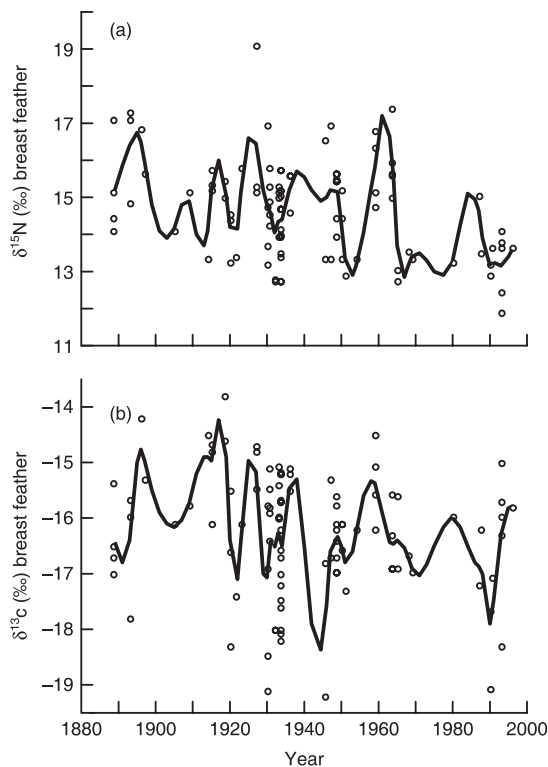 (a)
19
17
15
13
11
δ15N (‰) breast feather
(b)
−14
−15
−16
−17
−18
−19
δ13c (‰) breast feather
1880 1900 1920 1940 1960 1980 2000
Year